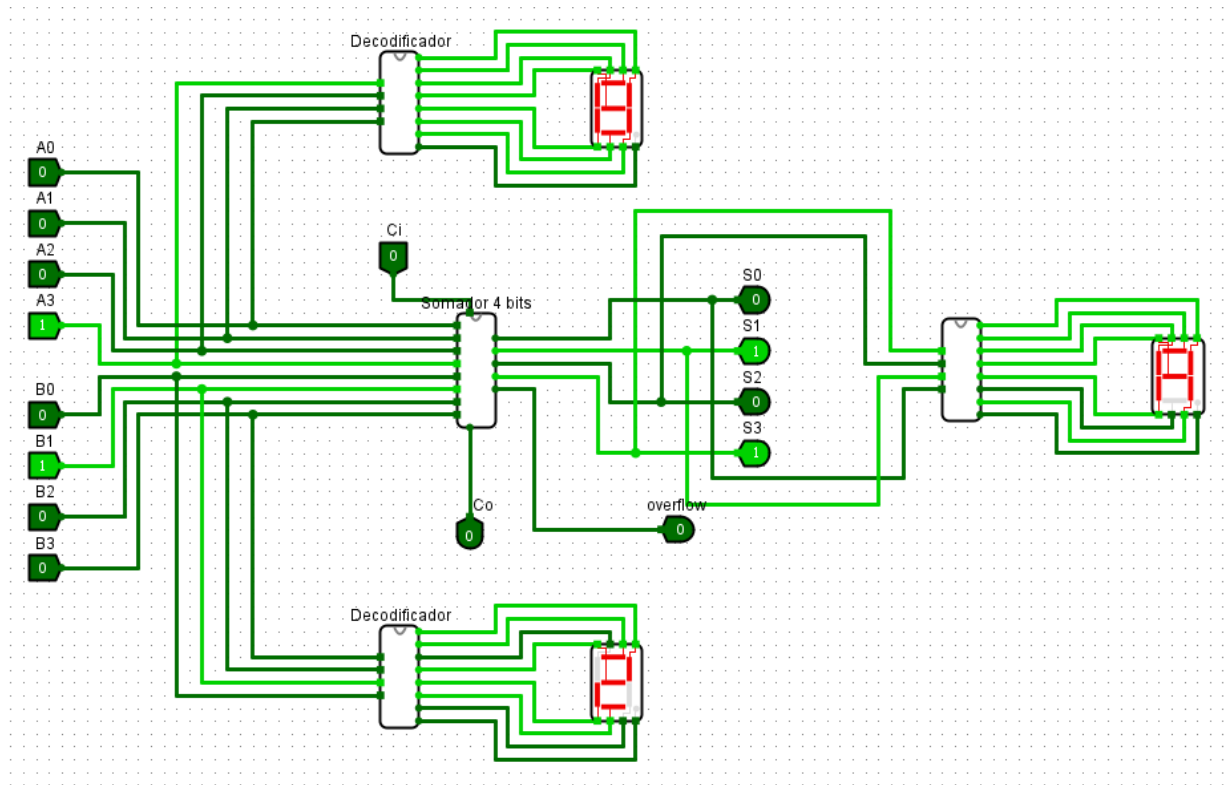 Decodificador
A0
0
A1
0
A2
0
A3
1
Ci
0
Somador 4 bits
S0
0
S1
1
S2
0
S3
1
B0
0
B1
1
B2
0
B3
0
Co
0
overflow
0
Decodificador